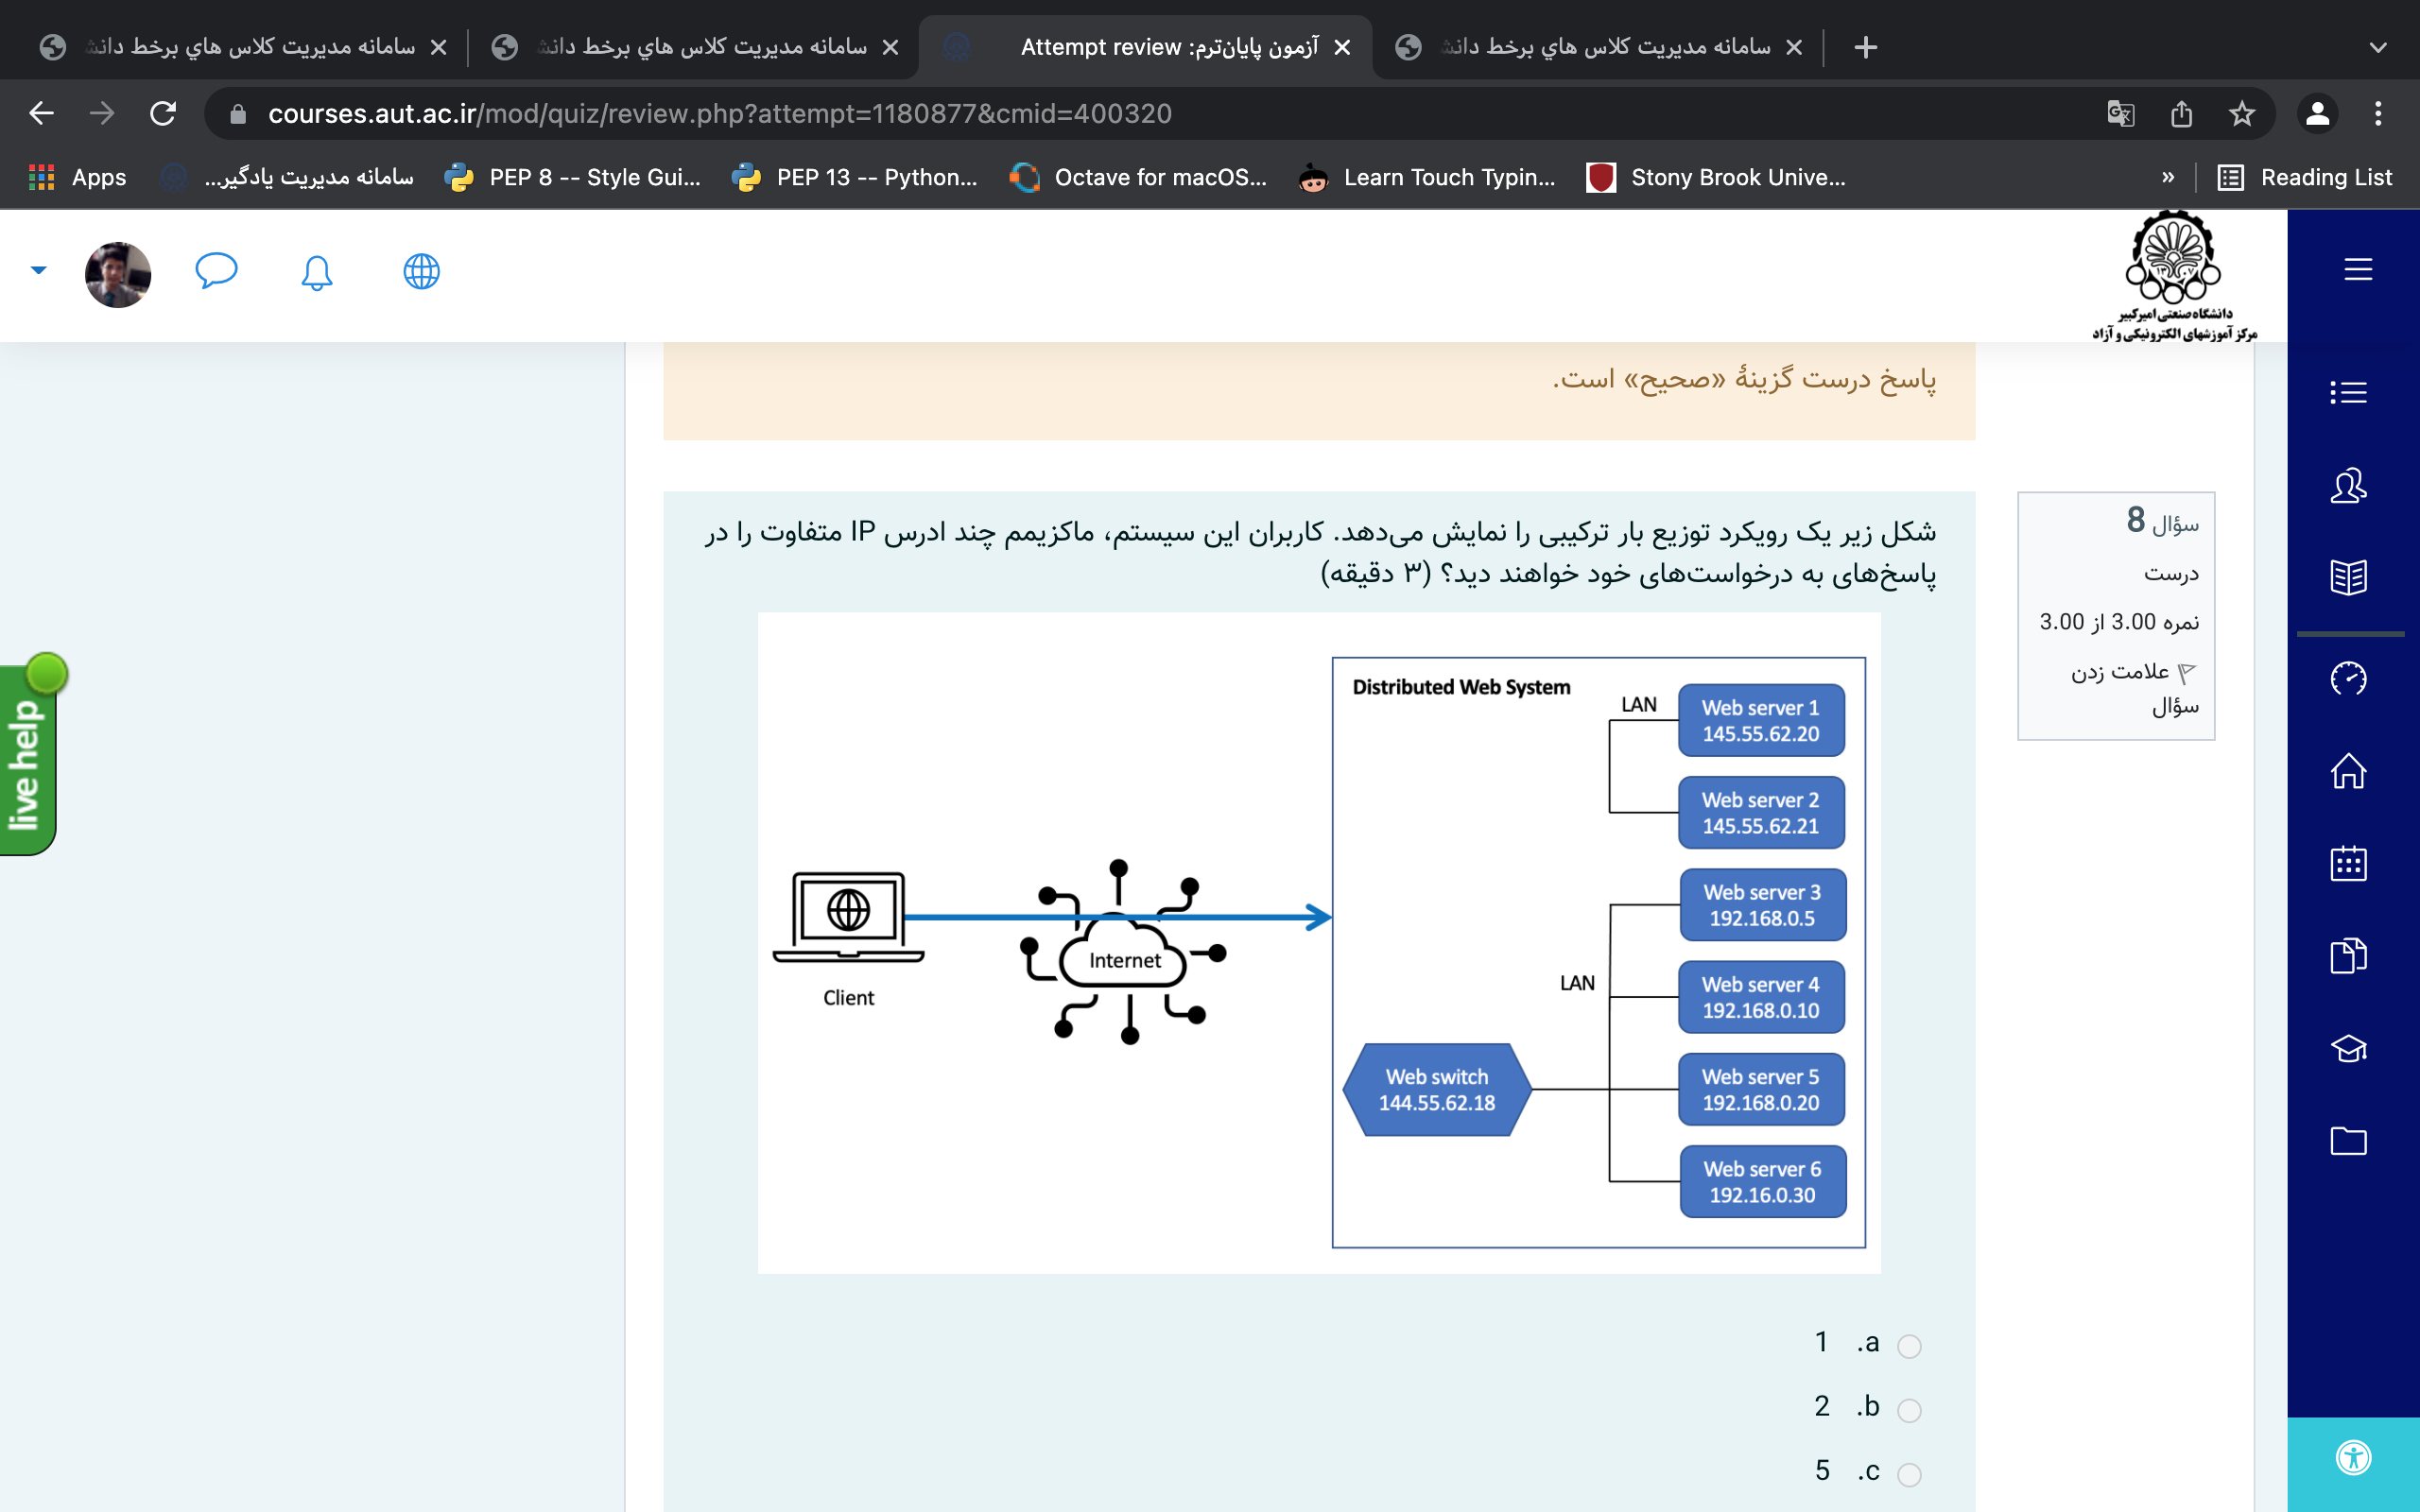 سامانه مديريت كلاس هاي برخط دانش
سامانه مديريت كلاس هاي برخط دانش
آزمون پایان‌ترم: Attempt review
سامانه مديريت كلاس هاي برخط دانش
courses.aut.ac.ir/mod/quiz/review.php?attempt=1180877&cmid=400320
Apps
سامانه مدیریت یادگیر...
PEP 8 -- Style Gui...
PEP 13 -- Python...
Octave for macOS...
Learn Touch Typin...
Stony Brook Unive...
»
Reading List
دانشگاه صنعتی امیرکبیر
مرکز آموزشهای الکترونیکی و آزاد
پاسخ درست گزینهٔ «صحیح» است.
سؤال 8
درست
نمره 3.00 از 3.00
علامت زدن
سؤال
شکل زیر یک رویکرد توزیع بار ترکیبی را نمایش می‌دهد. کاربران این سیستم، ماکزیمم چند ادرس IP متفاوت را در
پاسخ‌های به درخواست‌های خود خواهند دید؟ (۳ دقیقه)
Distributed Web System
LAN
Web server 1
145.55.62.20
Web server 2
145.55.62.21
Web server 3
192.168.0.5
Web server 4
192.168.0.10
LAN
Web server 5
192.168.0.20
Web server 6
192.16.0.30
Web switch
144.55.62.18
Internet
Client
live help
a. 1
b. 2
c. 5